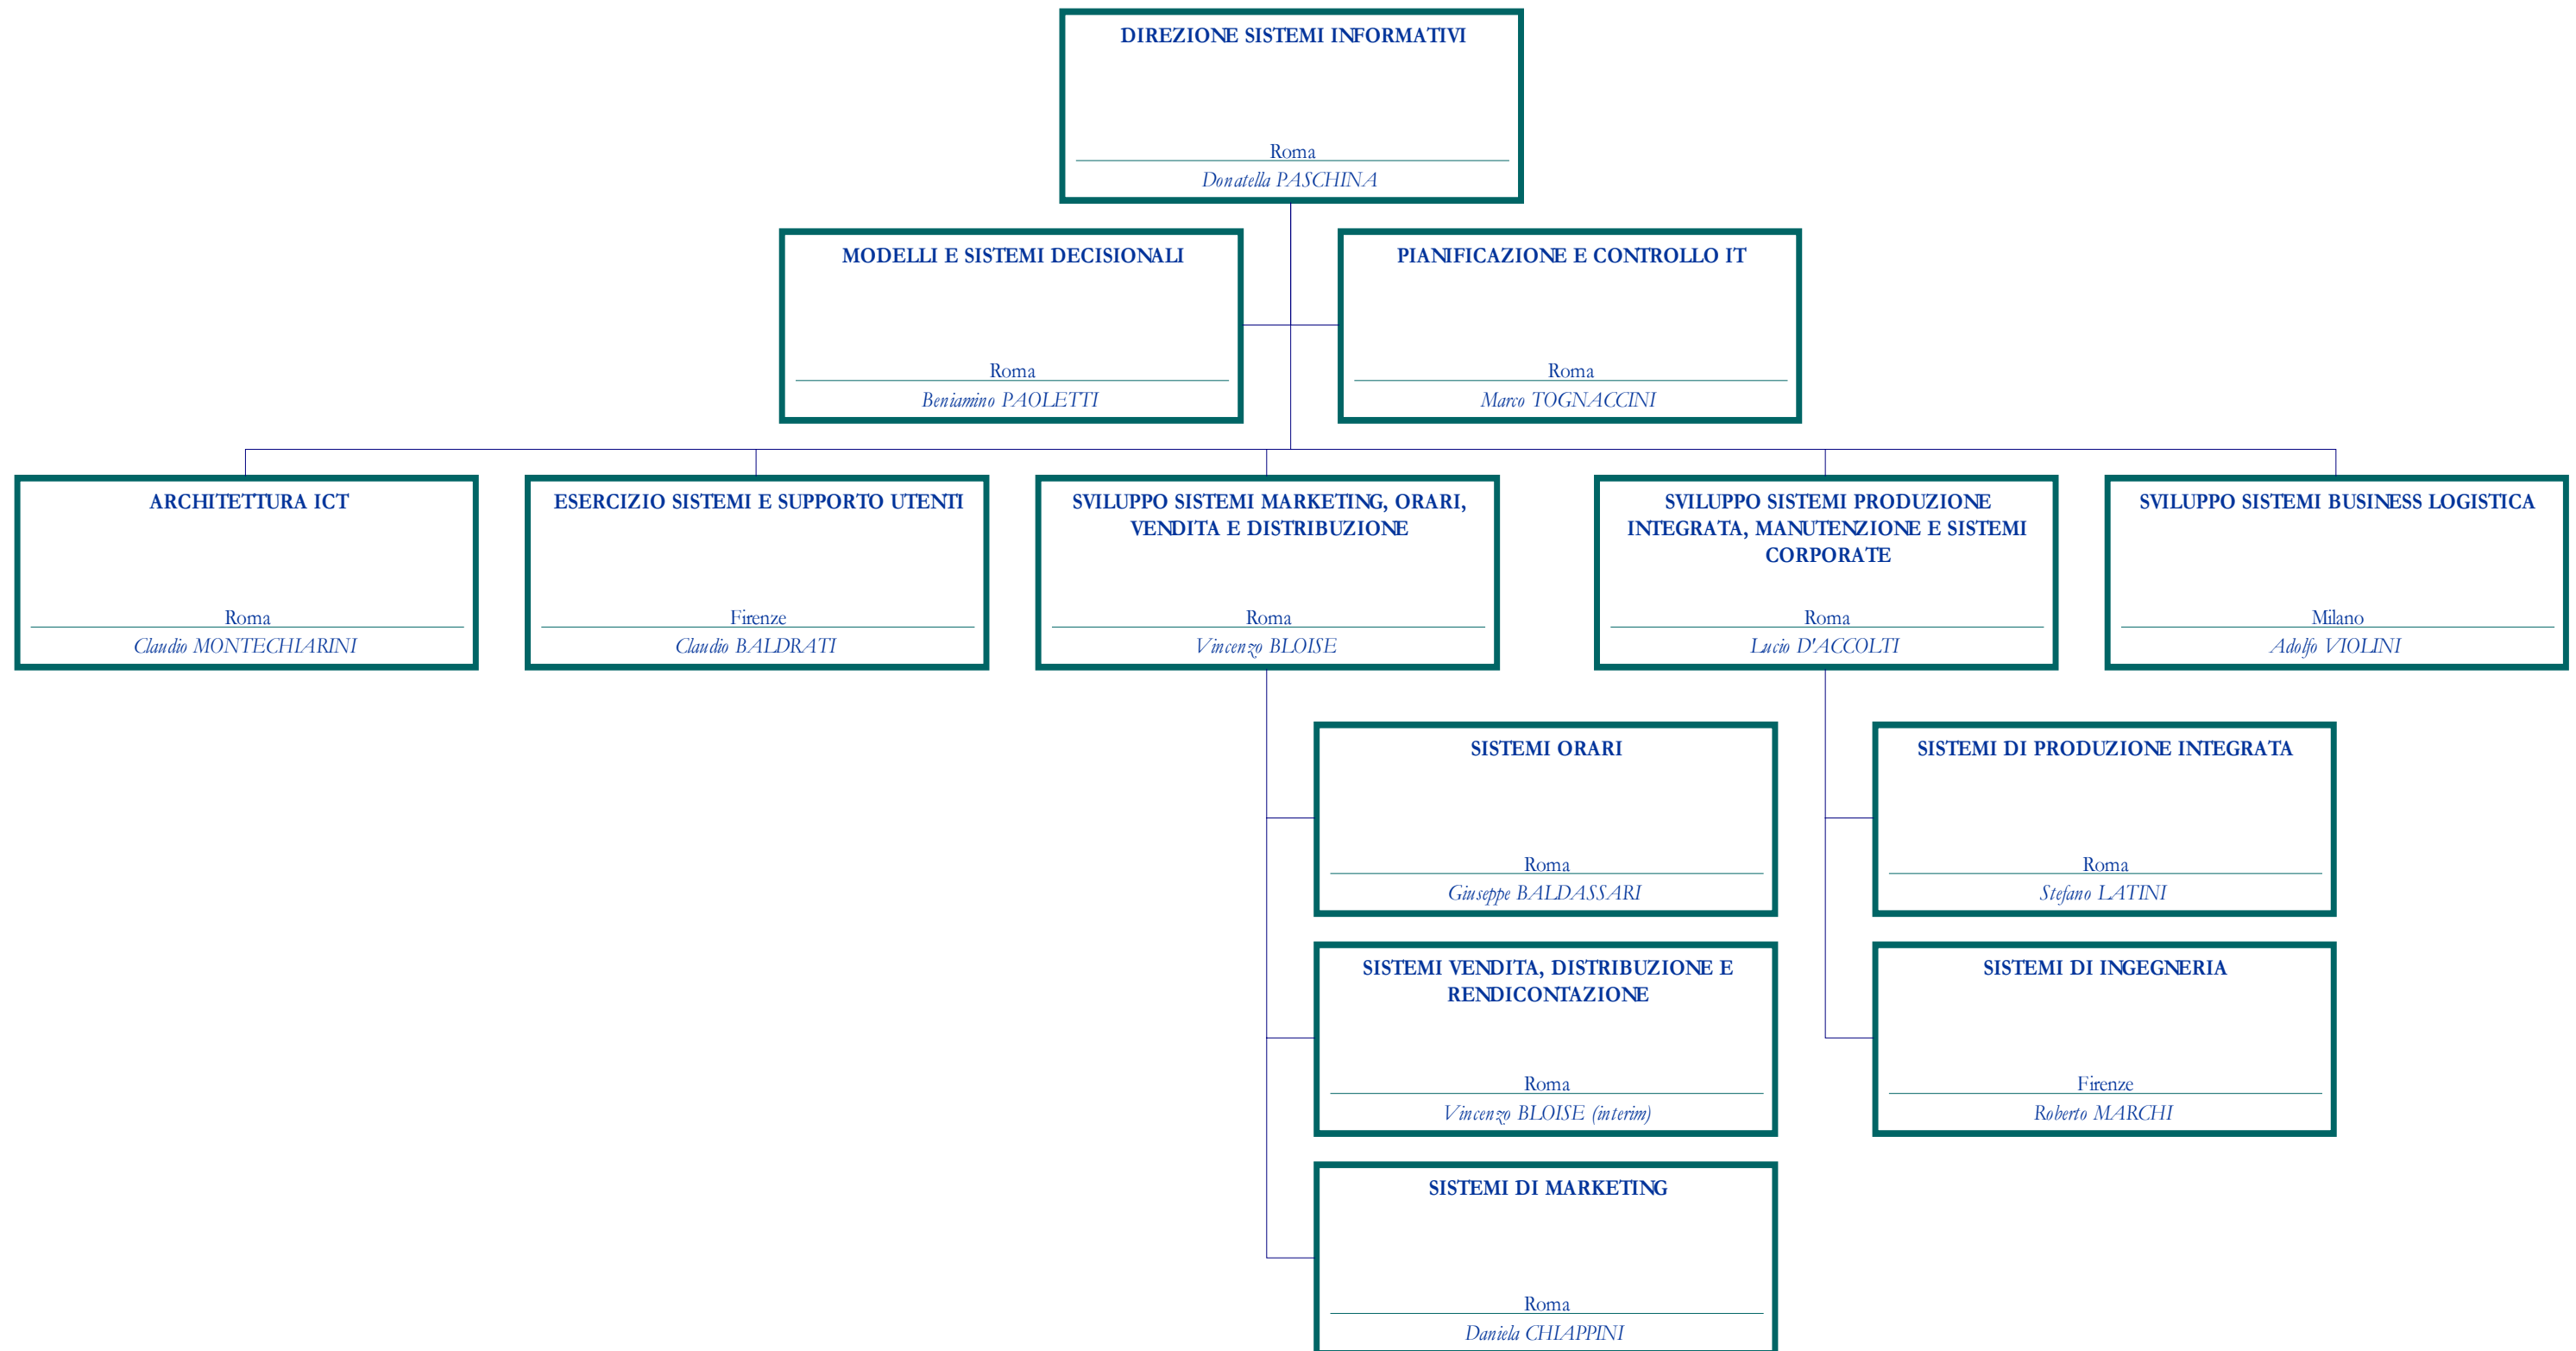 DIREZIONE SISTEMI INFORMATIVI
Roma
Donatella PASCHINA
MODELLI E SISTEMI DECISIONALI
Roma
Beniamino PAOLETTI
PIANIFICAZIONE E CONTROLLO IT
Roma
Marco TOGNACCINI
ARCHITETTURA ICT
Roma
Claudio MONTECHIARINI
ESERCIZIO SISTEMI E SUPPORTO UTENTI
Firenze
Claudio BALDRATI
SVILUPPO SISTEMI MARKETING, ORARI,
VENDITA E DISTRIBUZIONE
Roma
Vincenzo BLOISE
SVILUPPO SISTEMI PRODUZIONE
INTEGRATA, MANUTENZIONE E SISTEMI
CORPORATE
Roma
Lucio D'ACCOLTI
SVILUPPO SISTEMI BUSINESS LOGISTICA
Milano
Adolfo VIOLINI
SISTEMI ORARI
Roma
Giuseppe BALDASSARI
SISTEMI VENDITA, DISTRIBUZIONE E
RENDICONTAZIONE
Roma
Vincenzo BLOISE (interim)
SISTEMI DI MARKETING
Roma
Daniela CHIAPPINI
SISTEMI DI PRODUZIONE INTEGRATA
Roma
Stefano LATINI
SISTEMI DI INGEGNERIA
Firenze
Roberto MARCHI